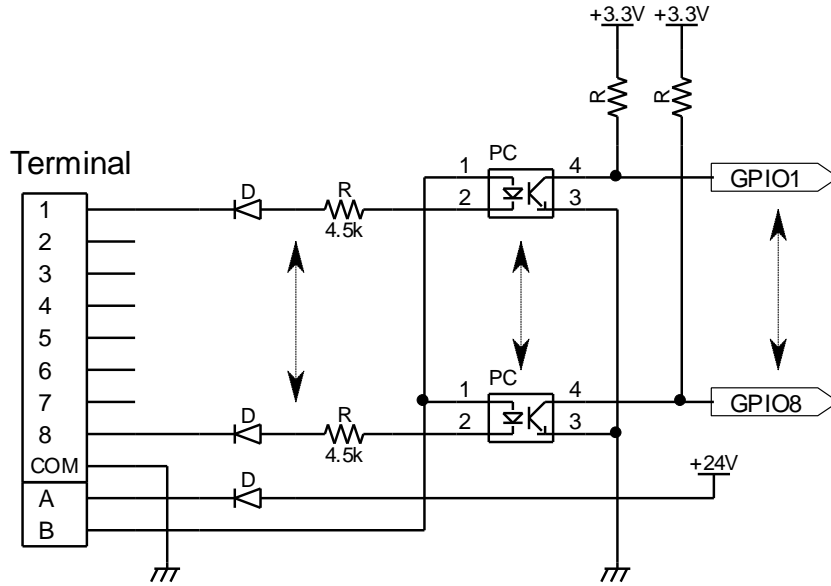 +3.3V +3.3V
R R
Terminal
PC
1 4
2 3
GPIO1
D R
4.5k
1
2
3
4
5
6
7
8
COM
A
B
PC
1 4
2 3
GPIO8
D R
4.5k
D
+24V